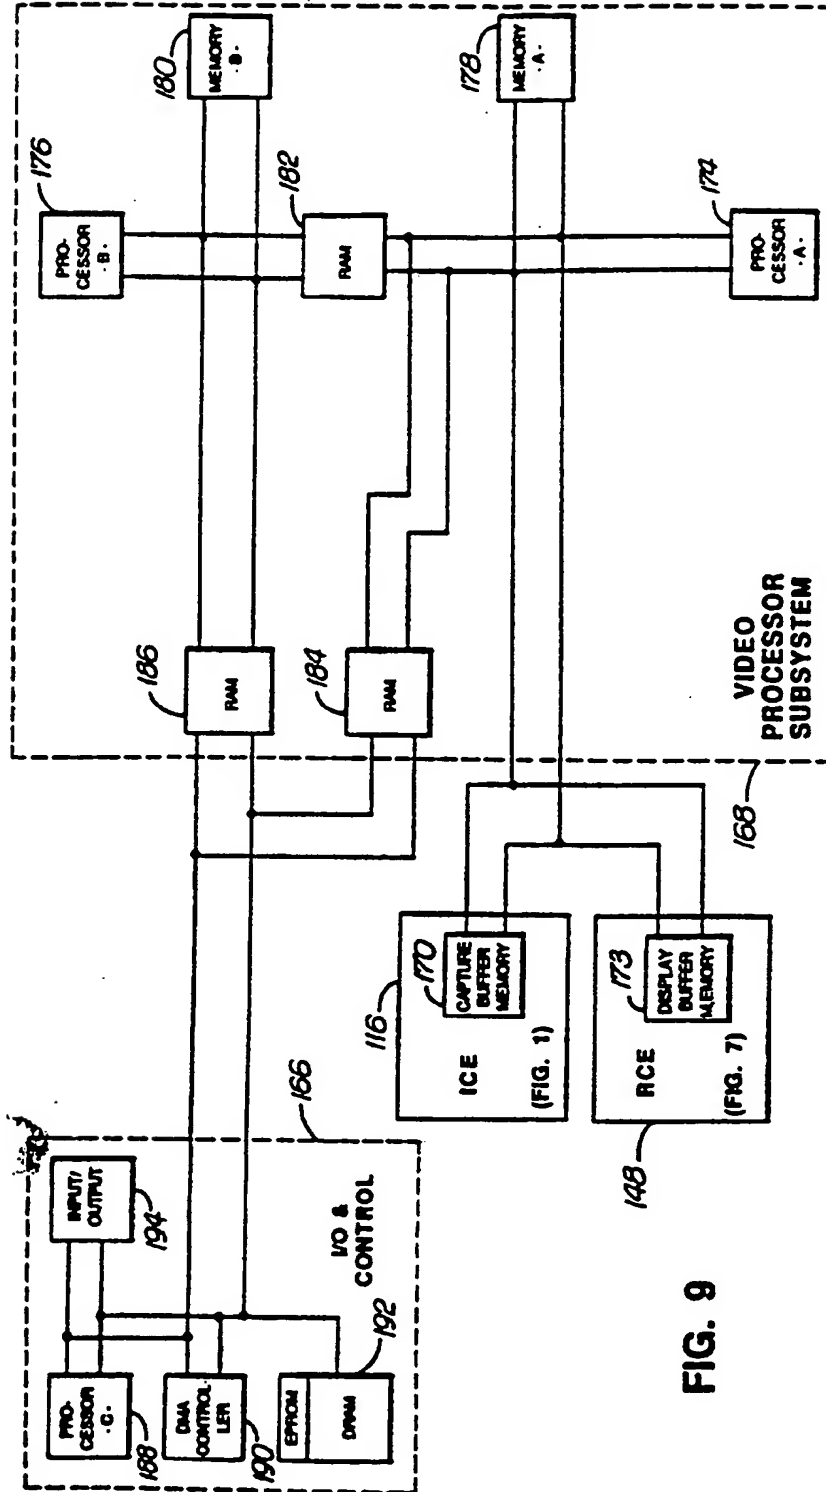 166
PRO-
CESSOR
-C-
188
INPUT/
OUTPUT
194
DMA
CONTROL-
LER
190
EPROM
DRAM
192
I/O &
CONTROL
186
RAM
184
RAM
176
PRO-
CESSOR
-B-
180
MEMORY
-B-
182
RAM
178
MEMORY
-A-
174
PRO-
CESSOR
-A-
VIDEO
PROCESSOR
SUBSYSTEM
168
116
170
CAPTURE
BUFFER
MEMORY
ICE
(FIG. 1)
173
DISPLAY
BUFFER
MEMORY
RCE
(FIG. 7)
148
FIG. 9